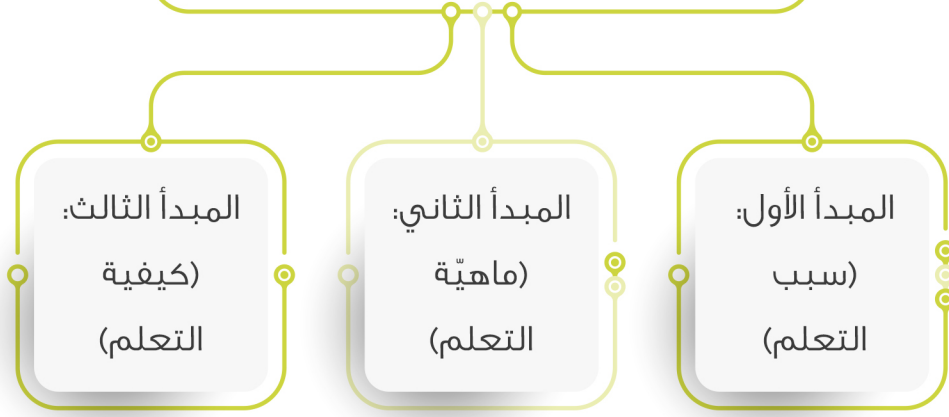 المبدأ الأول:
(سبب
التعلم)
المبدأ الثاني:
(ماهيّة
التعلم)
المبدأ الثالث:
(كيفية
التعلم)